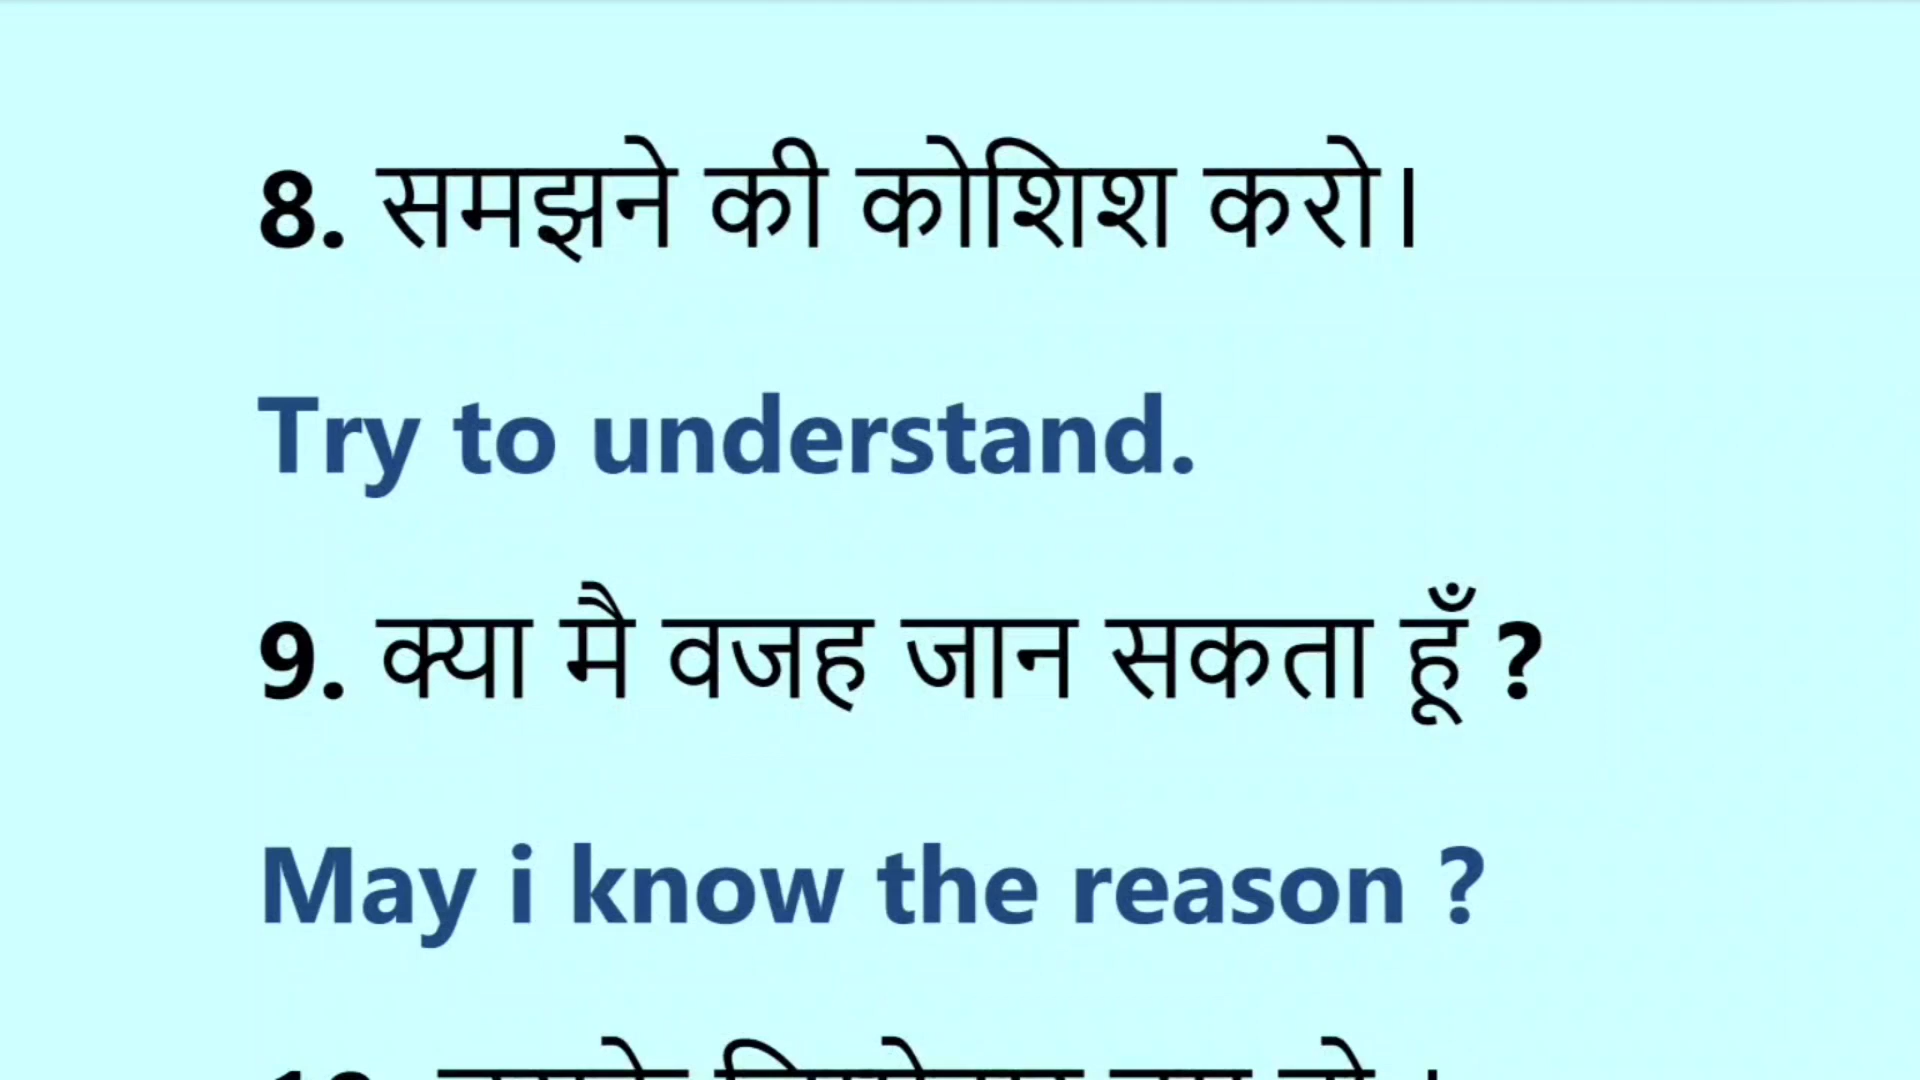 8. समझने की कोशिश करो।
Try to understand.
9. क्या मै वजह जान सकता हूँ ?
May i know the reason ?